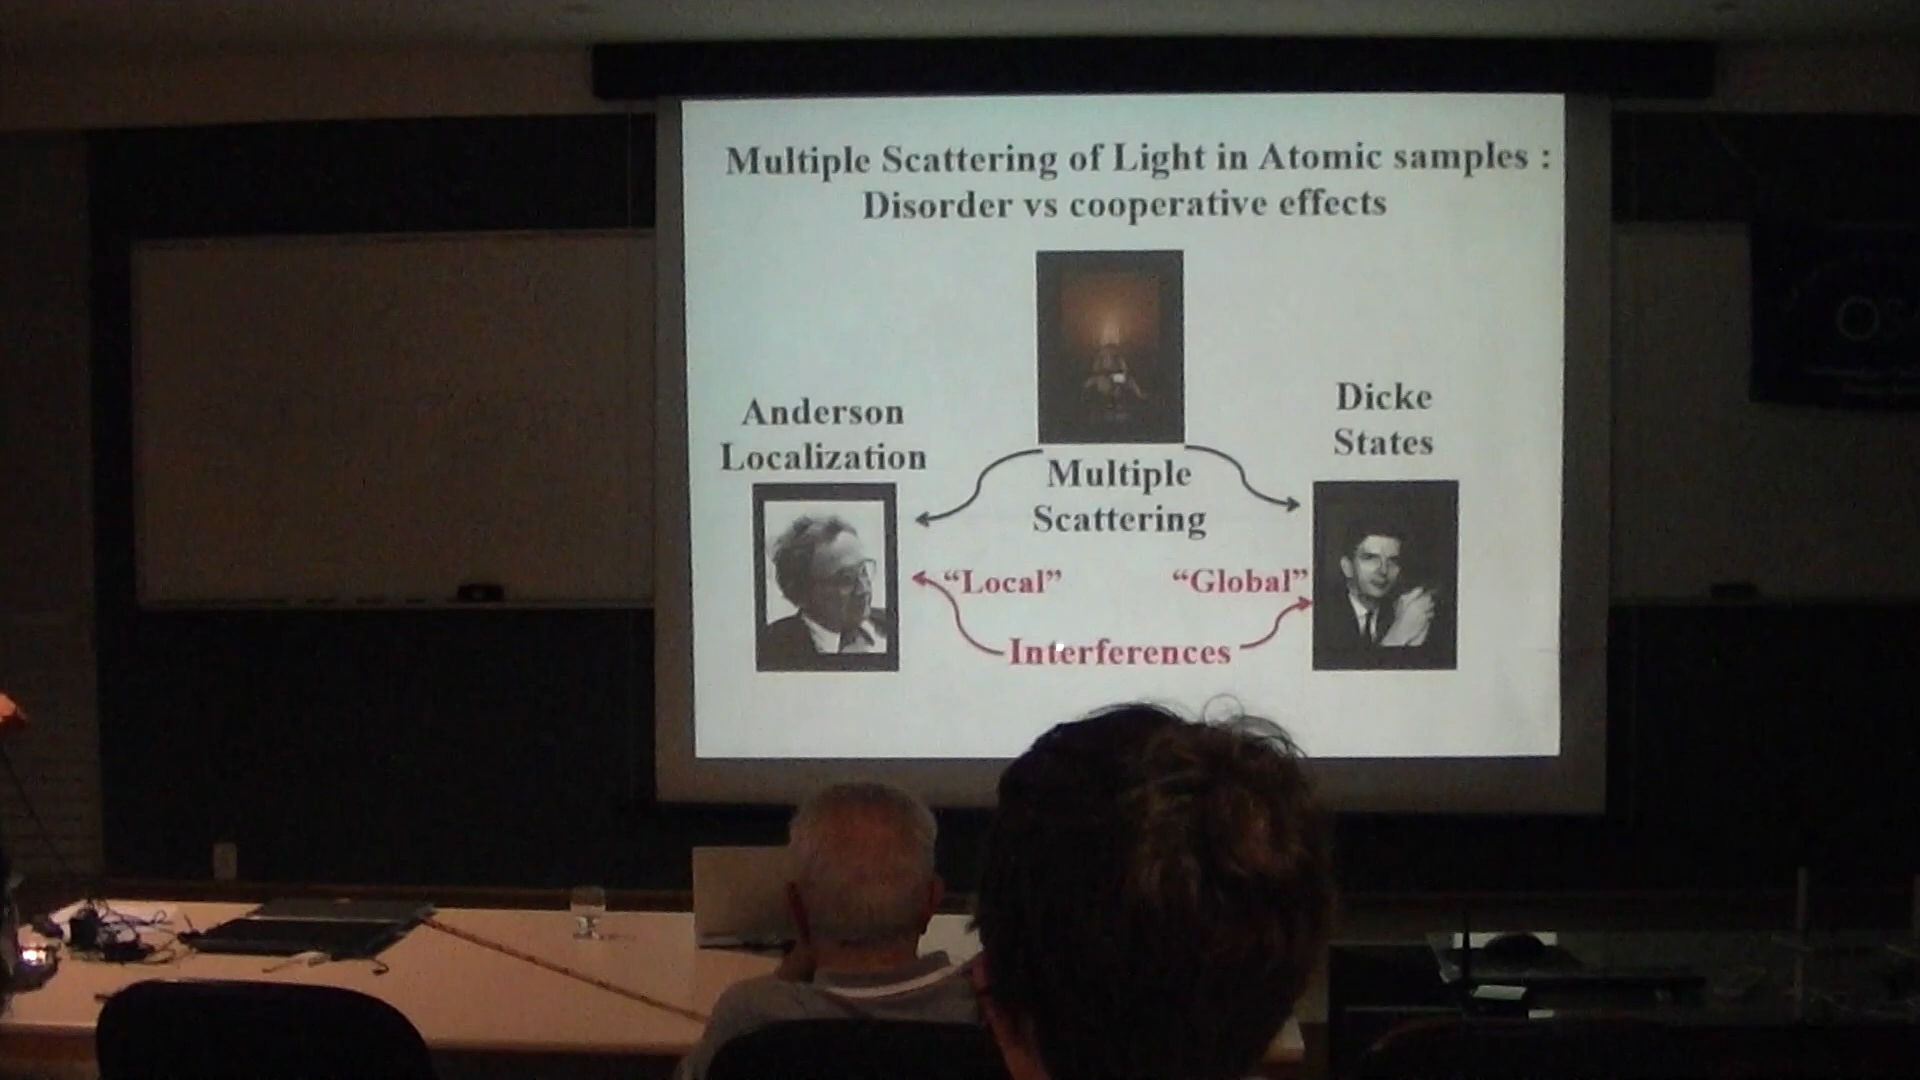 Multiple Scattering of Light in Atomic samples :
Disorder vs cooperative effects
Anderson
Localization
Dicke
States
Multiple
Scattering
“Local”
“Global”
Interferences